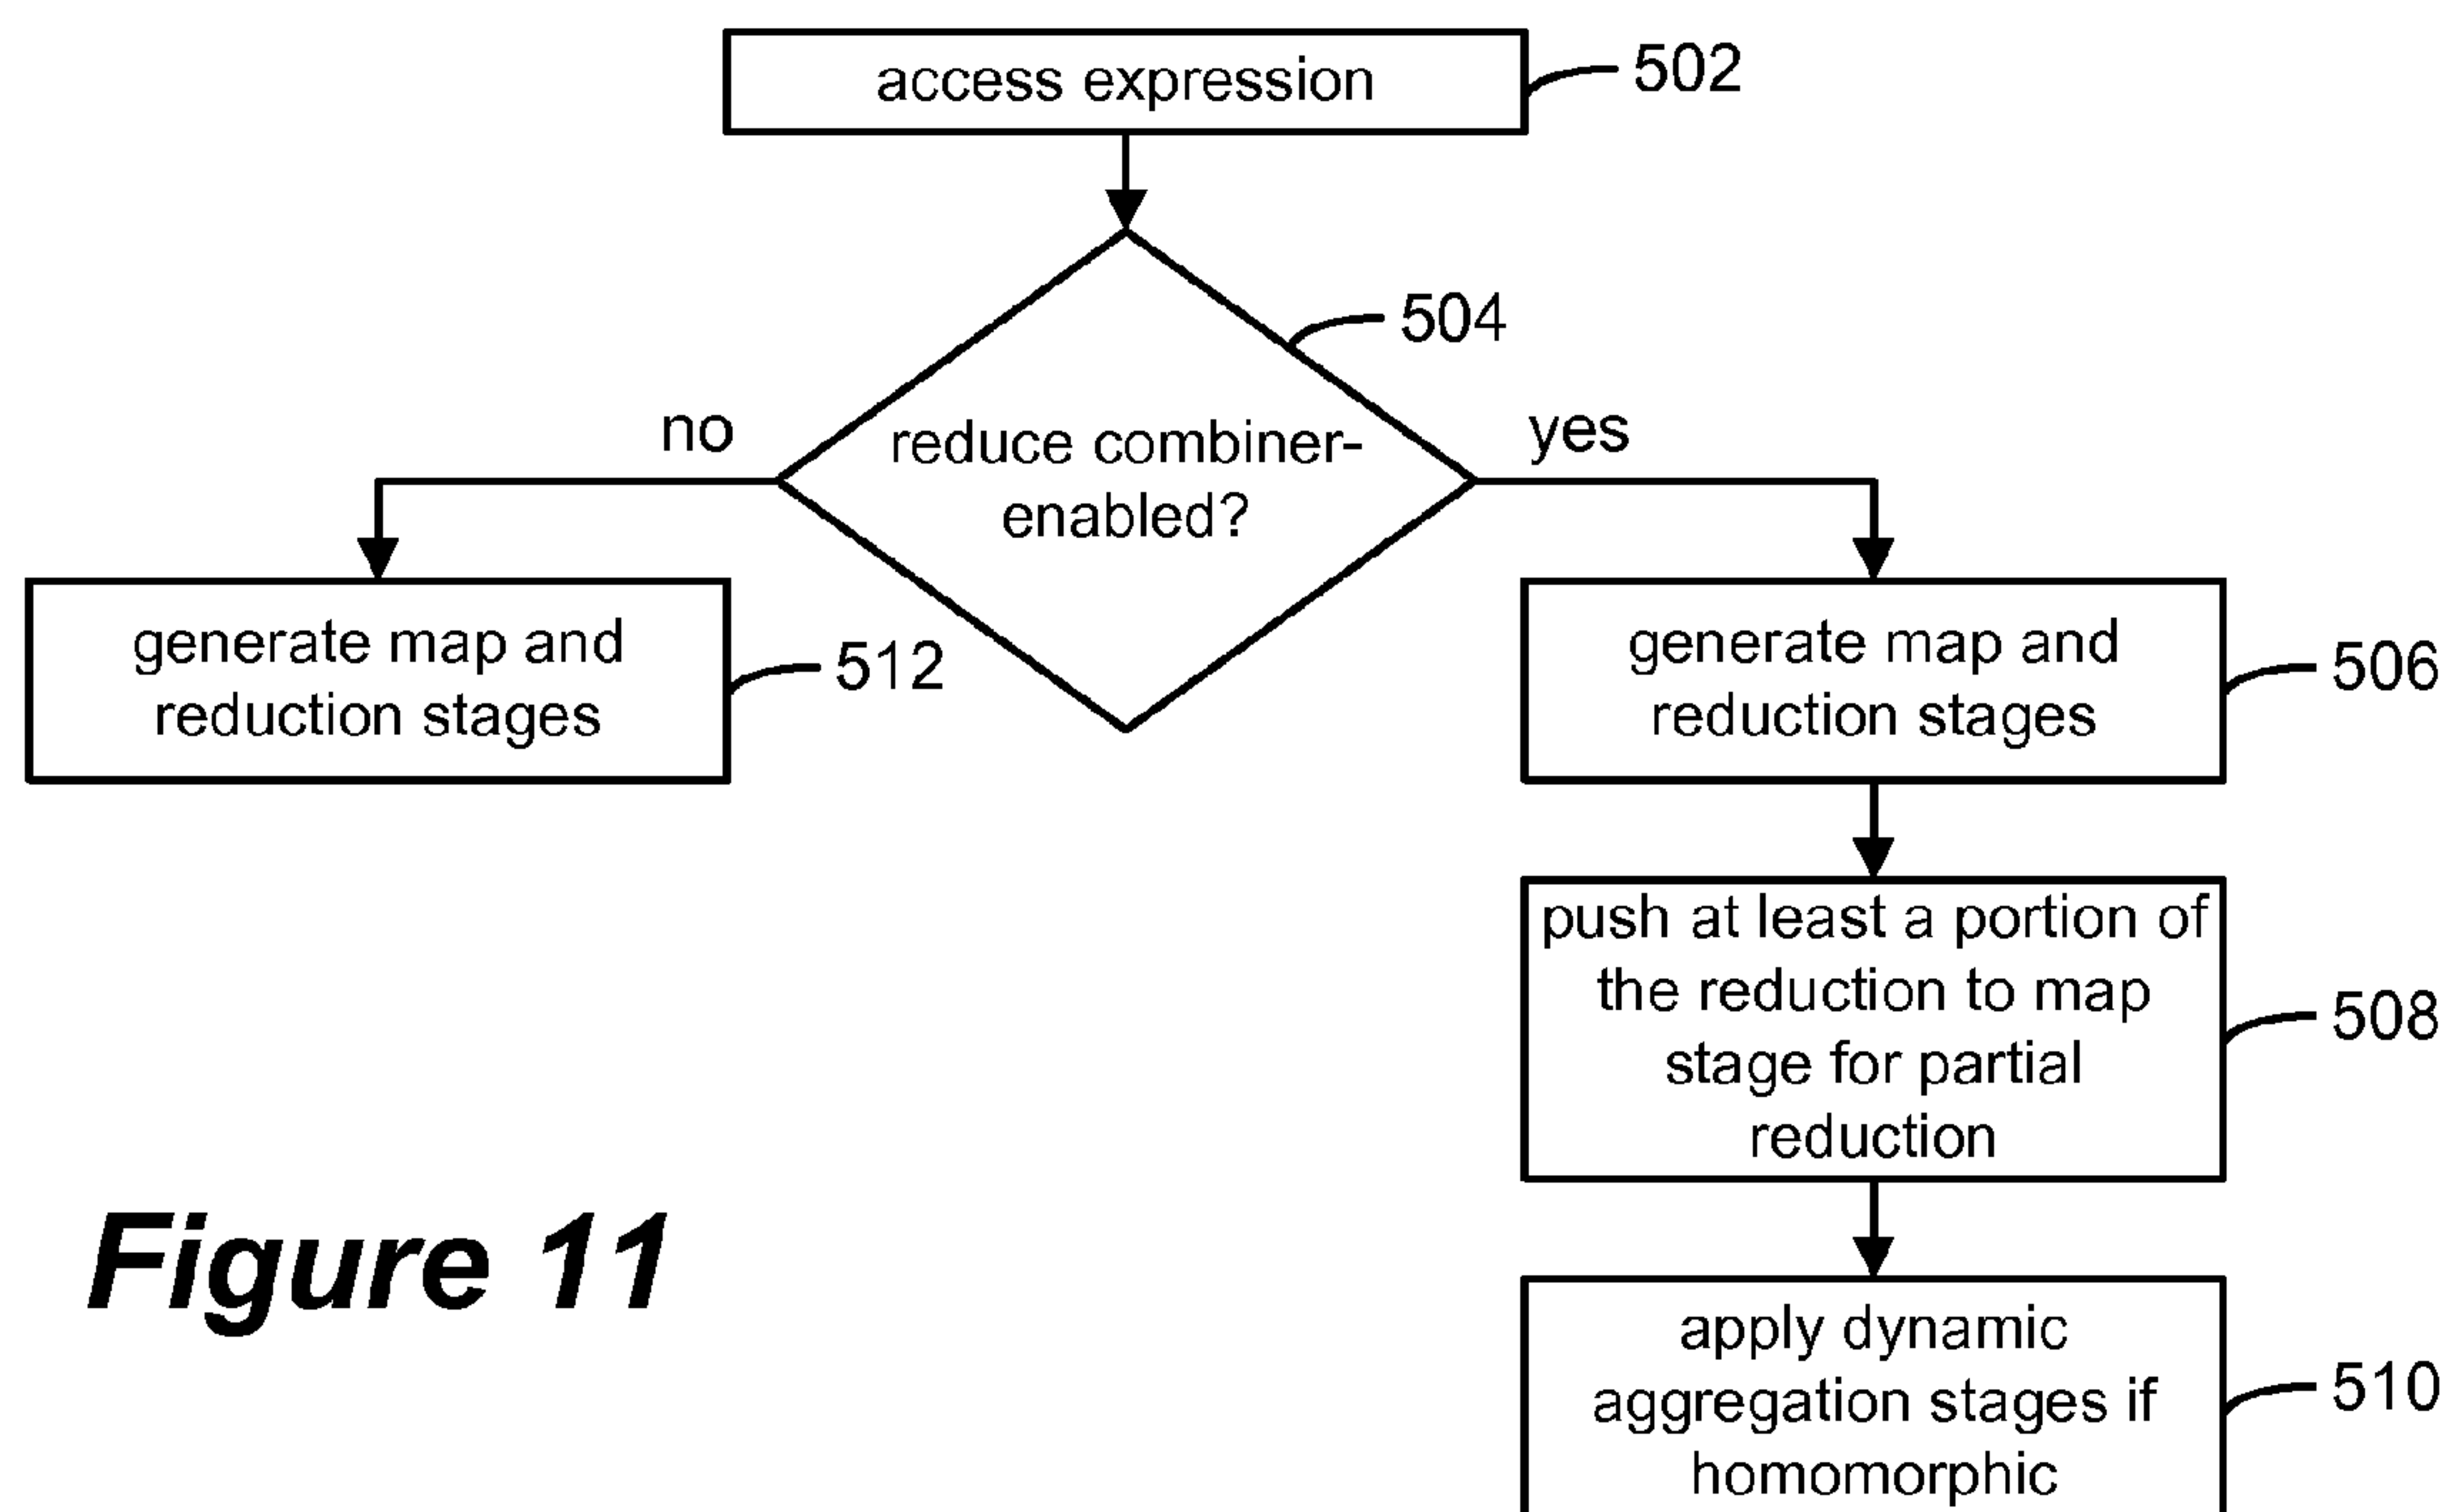 access expression
502
504
no
reduce combiner-
enabled?
yes
generate map and
reduction stages
512
generate map and
reduction stages
506
push at least a portion of
the reduction to map
stage for partial
reduction
508
Figure 11
apply dynamic
aggregation stages if
homomorphic
510